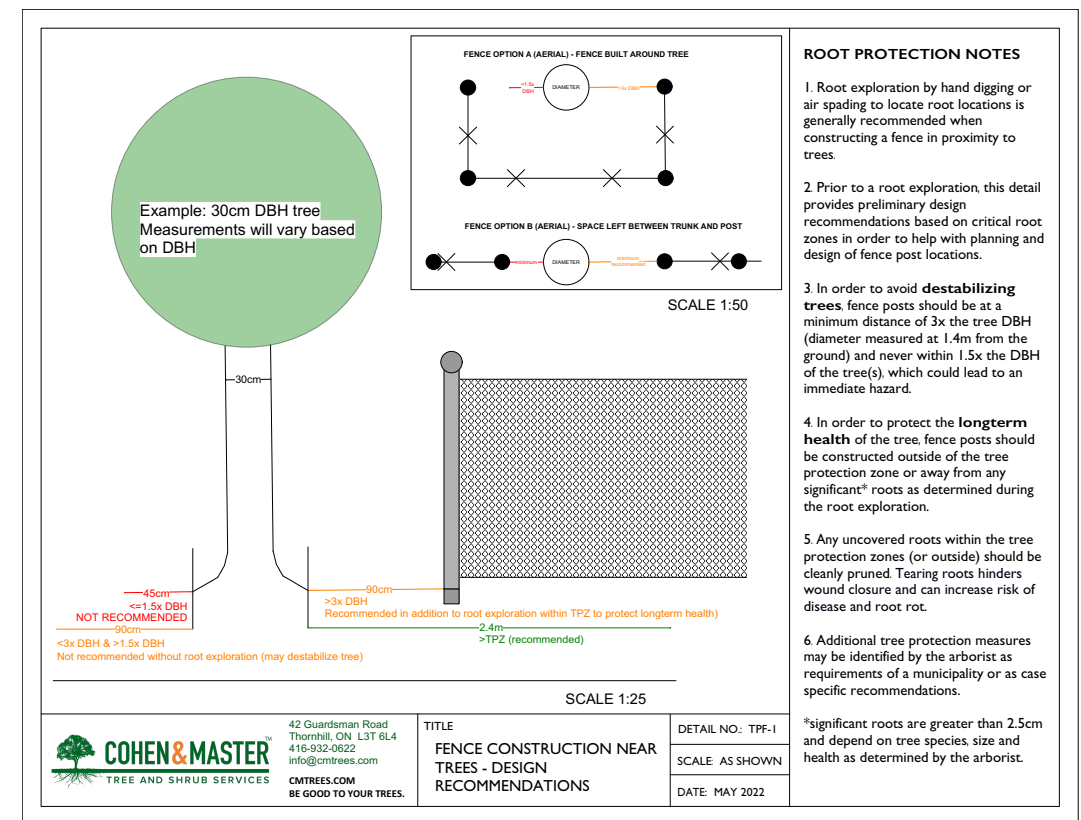 FENCE OPTION A (AERIAL) - FENCE BUILT AROUND TREE
<1.5x
DBH
DIAMETER
>3x DBH
FENCE OPTION B (AERIAL) - SPACE LEFT BETWEEN TRUNK AND POST
minimum
DIAMETER
minimum
recommended
SCALE 1:50
Example: 30cm DBH tree
Measurements will vary based
on DBH
30cm
45cm
<=1.5x DBH
NOT RECOMMENDED
90cm
<3x DBH & >1.5x DBH
Not recommended without root exploration (may destabilize tree)
90cm
>3x DBH
Recommended in addition to root exploration within TPZ to protect longterm health)
2.4m
>TPZ (recommended)
SCALE 1:25
ROOT PROTECTION NOTES
1. Root exploration by hand digging or
air spading to locate root locations is
generally recommended when
constructing a fence in proximity to
trees.
2. Prior to a root exploration, this detail
provides preliminary design
recommendations based on critical root
zones in order to help with planning and
design of fence post locations.
3. In order to avoid destabilizing
trees, fence posts should be at a
minimum distance of 3x the tree DBH
(diameter measured at 1.4m from the
ground) and never within 1.5x the DBH
of the tree(s), which could lead to an
immediate hazard.
4. In order to protect the longterm
health of the tree, fence posts should
be constructed outside of the tree
protection zone or away from any
significant* roots as determined during
the root exploration.
5. Any uncovered roots within the tree
protection zones (or outside) should be
cleanly pruned. Tearing roots hinders
wound closure and can increase risk of
disease and root rot.
6. Additional tree protection measures
may be identified by the arborist as
requirements of a municipality or as case
specific recommendations.
*significant roots are greater than 2.5cm
and depend on tree species, size and
health as determined by the arborist.
COHEN & MASTER™
TREE AND SHRUB SERVICES
42 Guardsman Road
Thornhill, ON  L3T 6L4
416-932-0622
info@cmtrees.com
CMTREES.COM
BE GOOD TO YOUR TREES.
TITLE
FENCE CONSTRUCTION NEAR
TREES - DESIGN
RECOMMENDATIONS
DETAIL NO.: TPF-1
SCALE: AS SHOWN
DATE: MAY 2022